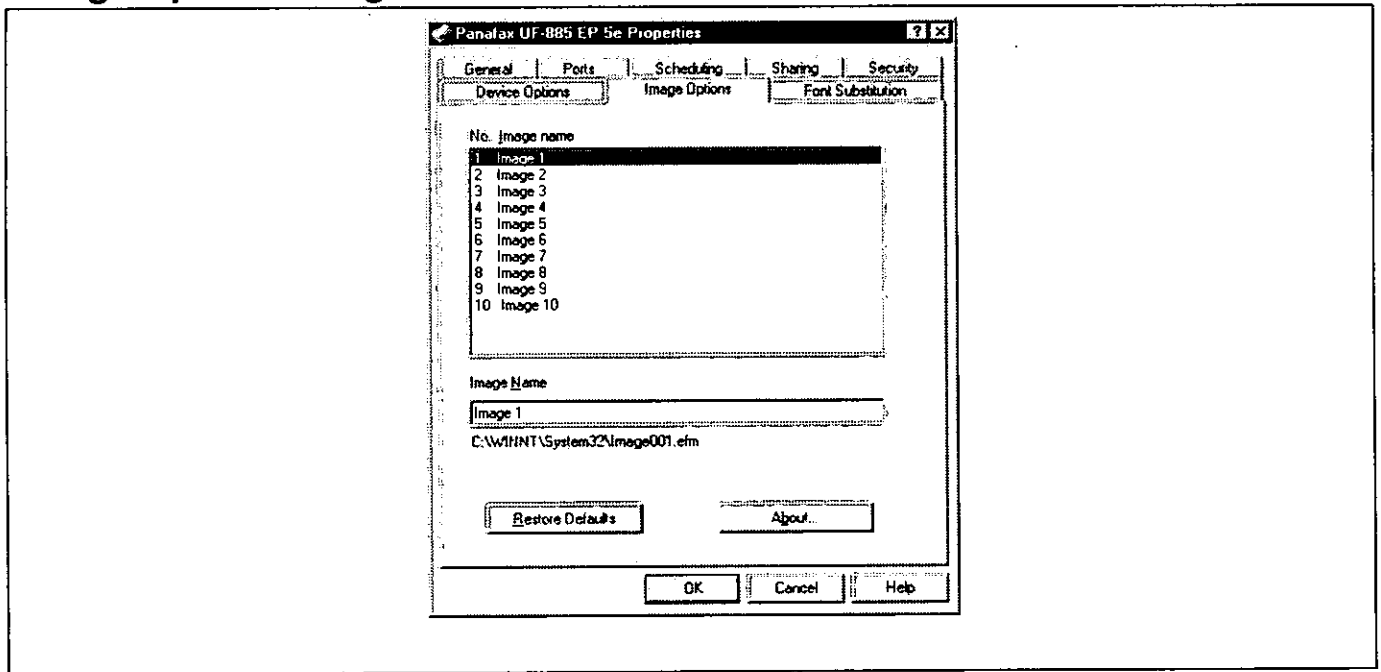 Panafax UF-885 EP 5e Properties
General Ports Scheduling Sharing Security
Device Options Image Options Font Substitution
No. Image name
1 Image 1
2 Image 2
3 Image 3
4 Image 4
5 Image 5
6 Image 6
7 Image 7
8 Image 8
9 Image 9
10 Image 10
Image Name
Image 1
C:\WINNT\System32\Image001.efm
Restore Defaults About...
OK Cancel Help